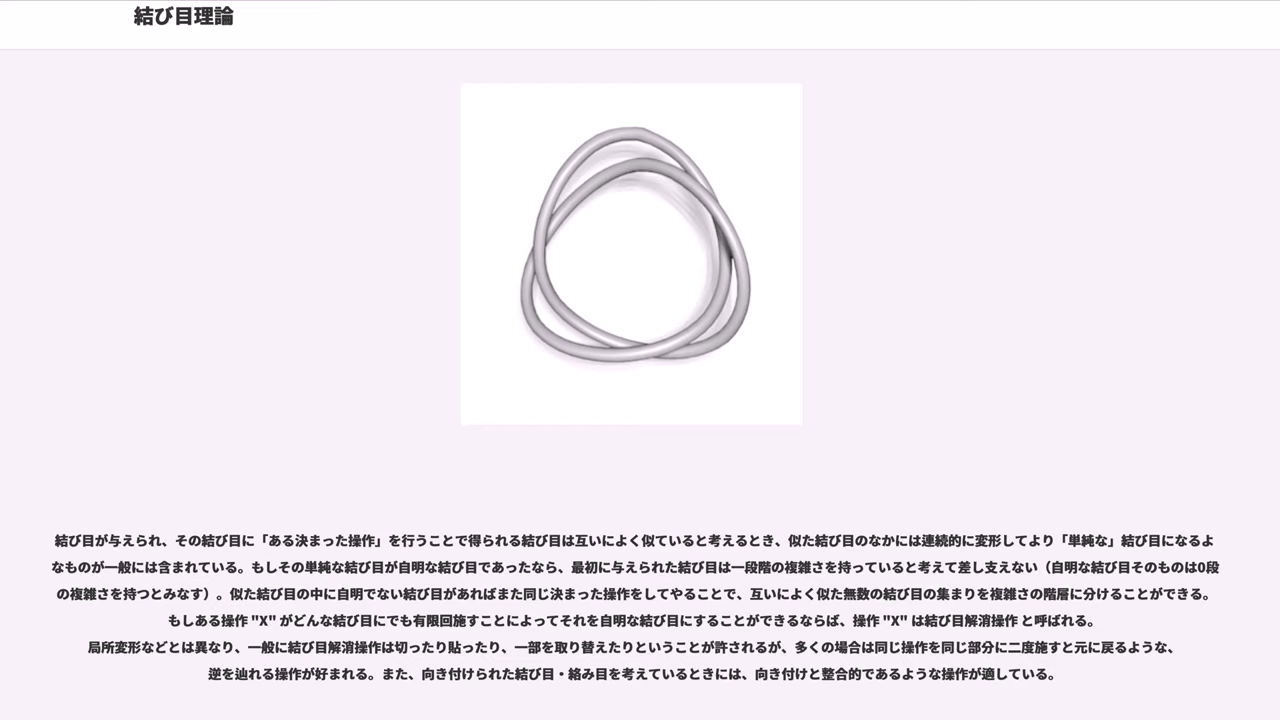 結び目理論
結び目が与えられ、その結び目に「ある決まった操作」を行うことで得られる結び目は互いによく似ていると考えるとき、似た結び目のなかには連続的に変形してより「単純な」結び目になるよ
なものが一般には含まれている。もしその単純な結び目が自明な結び目であったなら、最初に与えられた結び目は一段階の複雑さを持っていると考えて差し支えない（自明な結び目そのものは0段
の複雑さを持つとみなす）。似た結び目の中に自明でない結び目があればまた同じ決まった操作をしてやることで、互いによく似た無数の結び目の集まりを複雑さの階層に分けることができる。
もしある操作 "X" がどんな結び目にでも有限回施すことによってそれを自明な結び目にすることができるならば、操作 "X" は結び目解消操作 と呼ばれる。
局所変形などとは異なり、一般に結び目解消操作は切ったり貼ったり、一部を取り替えたりということが許されるが、多くの場合は同じ操作を同じ部分に二度施すと元に戻るような、
逆を辿れる操作が好まれる。また、向き付けられた結び目・絡み目を考えているときには、向き付けと整合的であるような操作が適している。